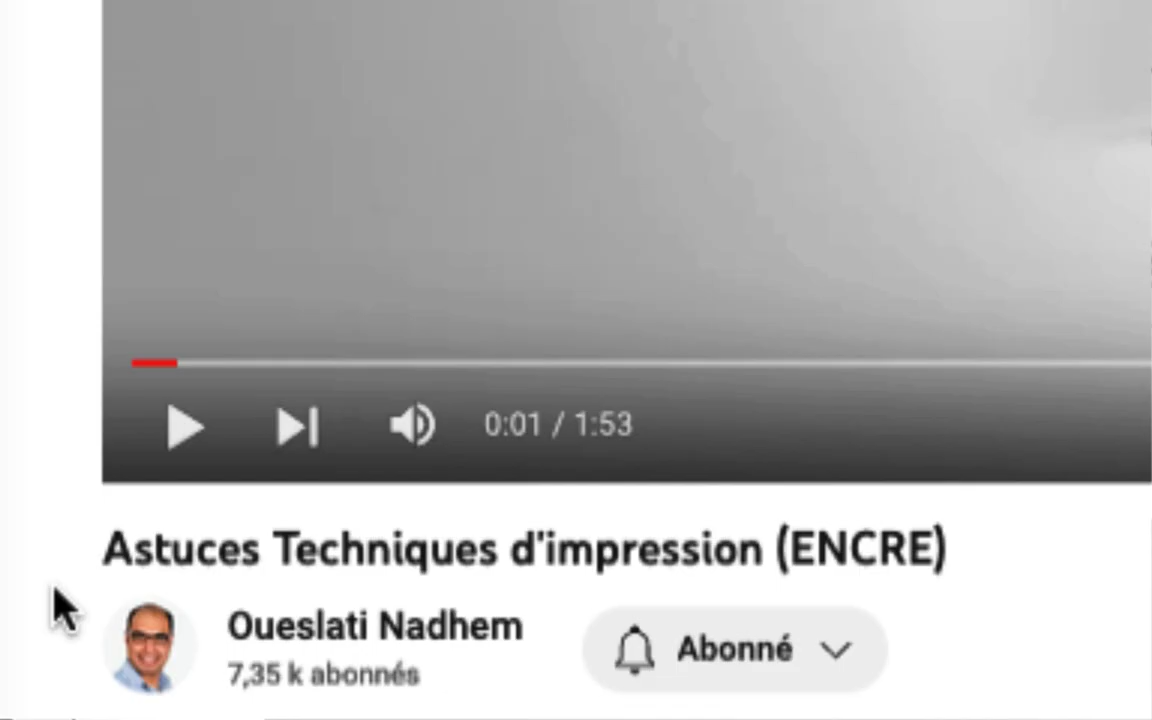 0:01 / 1:53
Astuces Techniques d'impression (ENCRE)
Oueslati Nadhem
7,35 k abonnés
Abonné